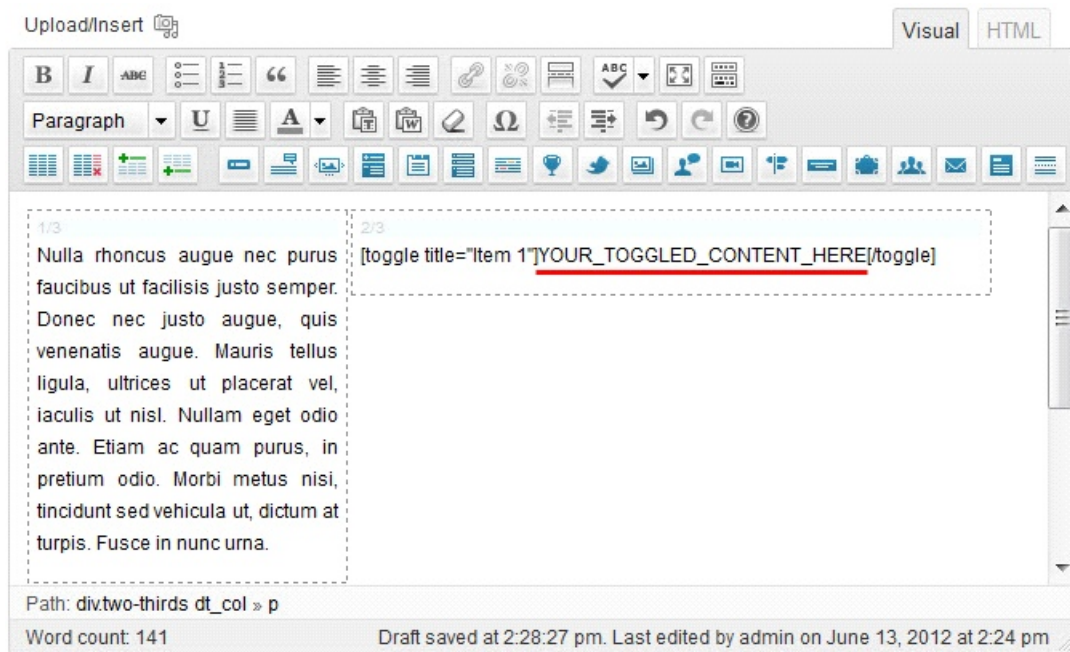 Upload/Insert
Visual HTML
B I ABC ABC
Paragraph U A T W Ω
1/3
Nulla rhoncus augue nec purus
faucibus ut facilisis justo semper.
Donec nec justo augue, quis
venenatis augue. Mauris tellus
ligula, ultrices ut placerat vel,
iaculis ut nisl. Nullam eget odio
ante. Etiam ac quam purus, in
pretium odio. Morbi metus nisi,
tincidunt sed vehicula ut, dictum at
turpis. Fusce in nunc urna.
2/3
[toggle title="Item 1"]YOUR_TOGGLED_CONTENT_HERE[/toggle]
Path: div.two-thirds dt_col » p
Word count: 141 Draft saved at 2:28:27 pm. Last edited by admin on June 13, 2012 at 2:24 pm